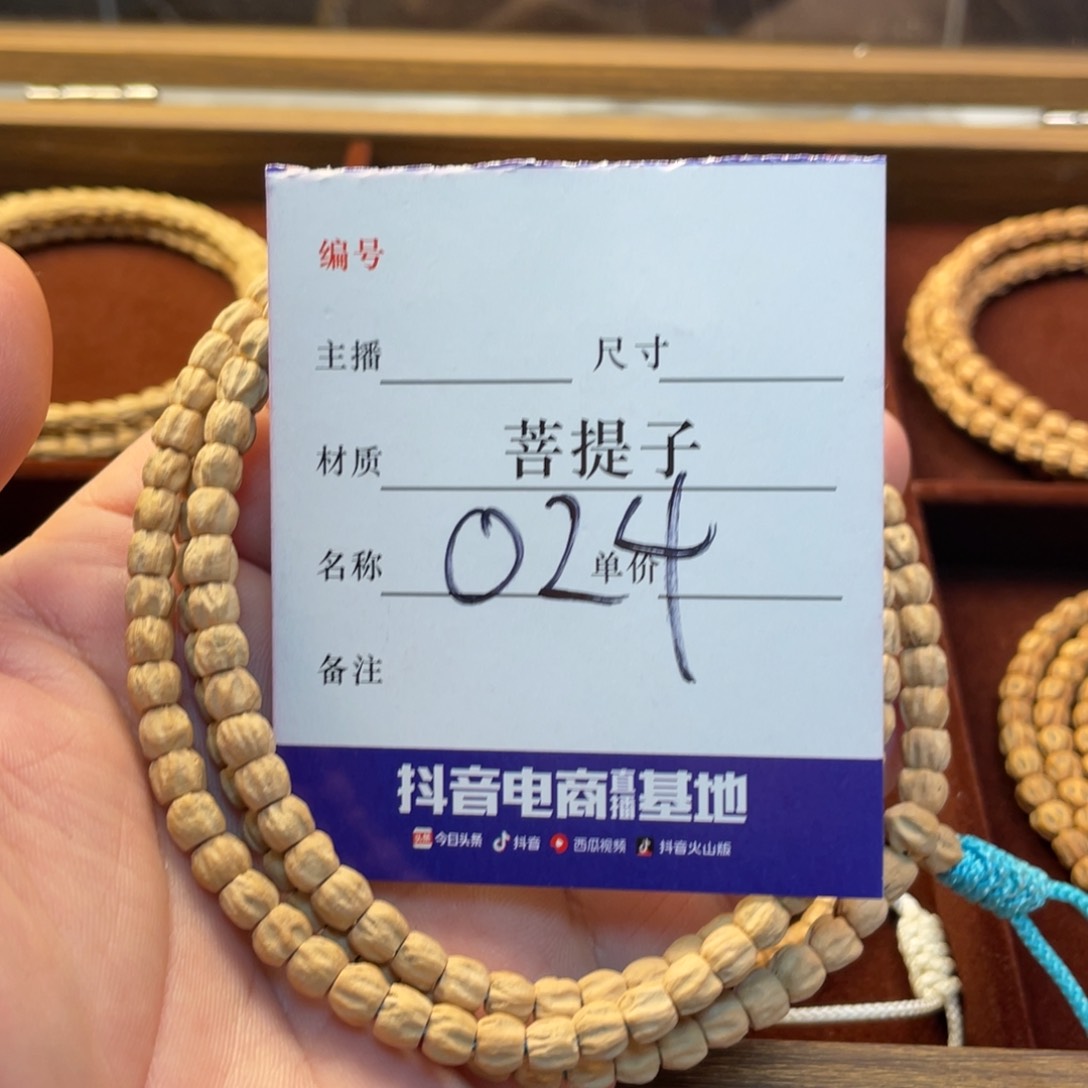 编号
主播 尺寸
材质 菩提子
名称 024 单价
备注
抖音电商直播基地
头条 今日头条 抖音 西瓜视频 抖音火山版